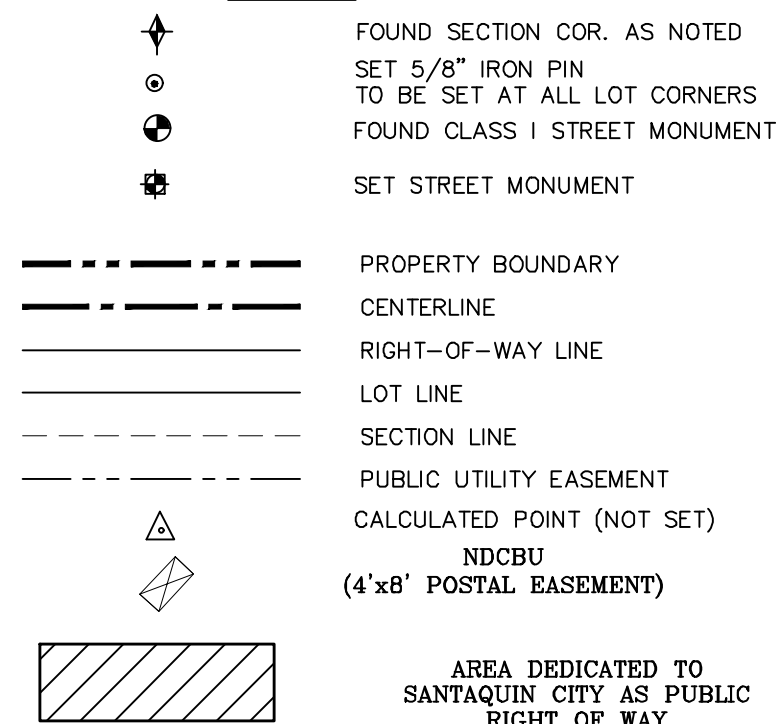 FOUND SECTION COR. AS NOTED
SET 5/8" IRON PIN
TO BE SET AT ALL LOT CORNERS
FOUND CLASS I STREET MONUMENT
SET STREET MONUMENT
PROPERTY BOUNDARY
CENTERLINE
RIGHT-OF-WAY LINE
LOT LINE
SECTION LINE
PUBLIC UTILITY EASEMENT
CALCULATED POINT (NOT SET)
NDCBU
(4'x8' POSTAL EASEMENT)
AREA DEDICATED TO
SANTAQUIN CITY AS PUBLIC
RIGHT OF WAY